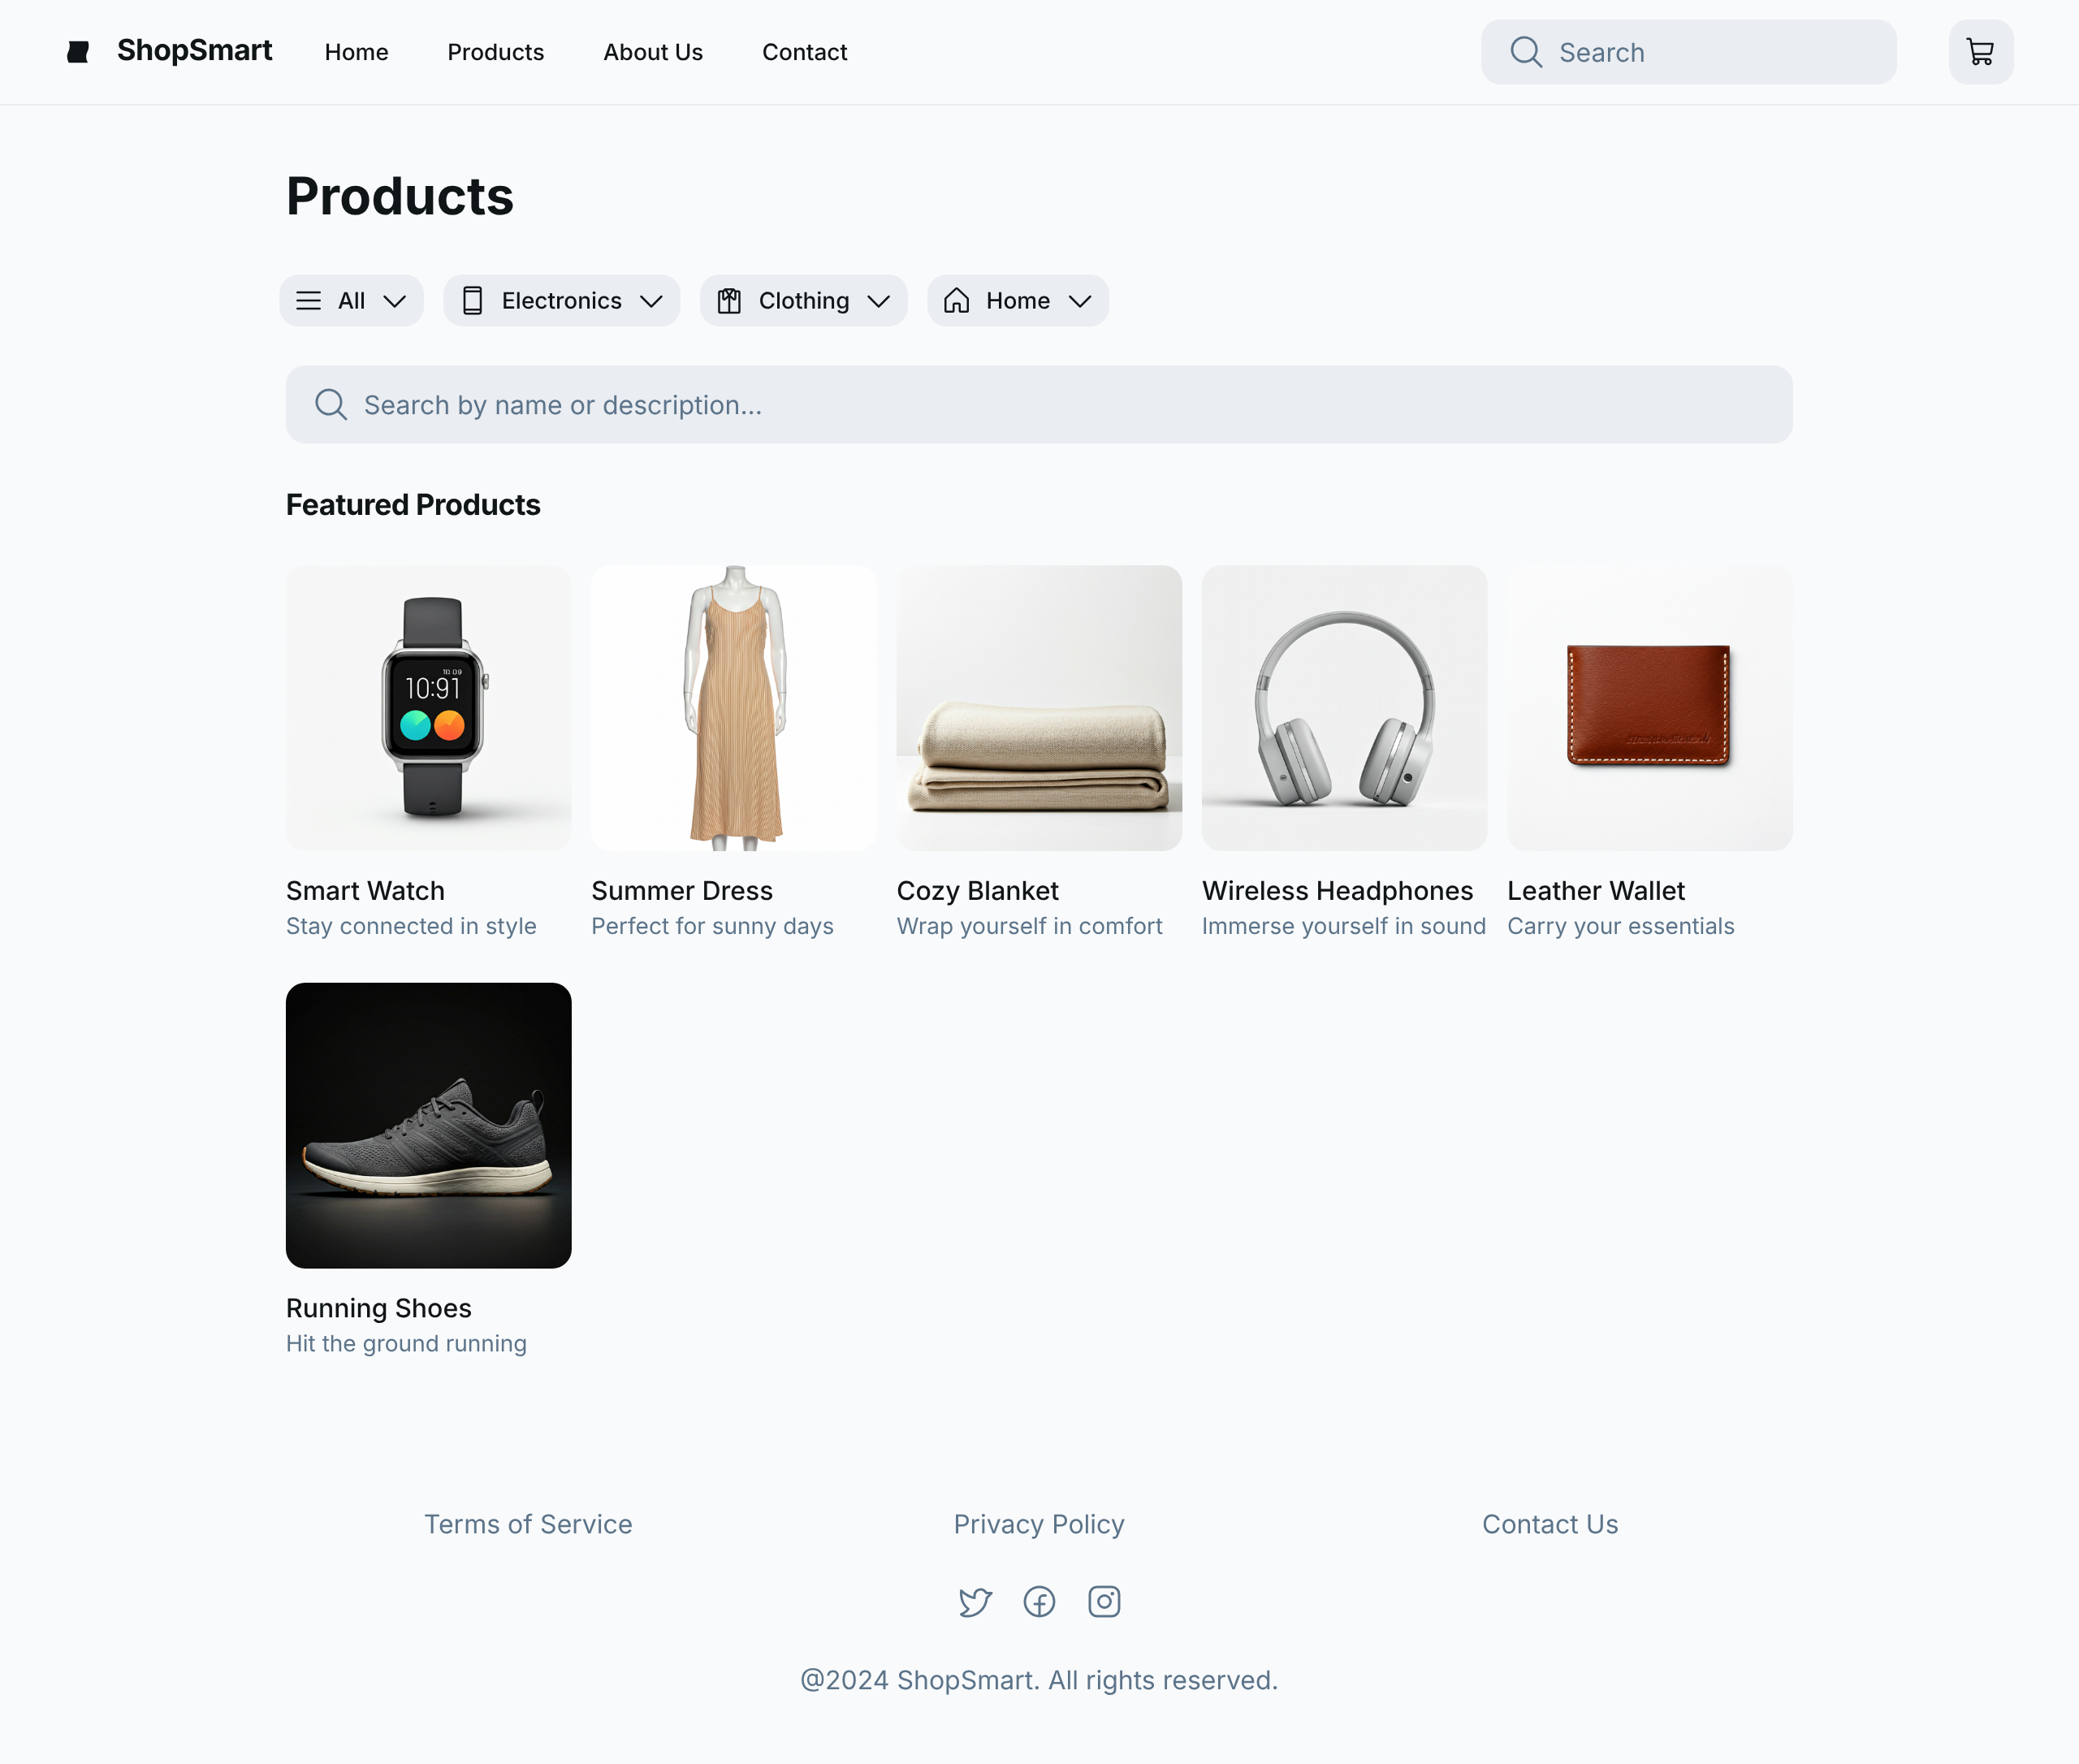 ShopSmart
Home
Products
About Us
Contact
Search
Products
All
Electronics
Clothing
Home
Search by name or description...
Featured Products
10:09
10:91
Smart Watch
Stay connected in style
Summer Dress
Perfect for sunny days
Cozy Blanket
Wrap yourself in comfort
Wireless Headphones
Immerse yourself in sound
Leather Wallet
Carry your essentials
Running Shoes
Hit the ground running
Terms of Service
Privacy Policy
Contact Us
@2024 ShopSmart. All rights reserved.